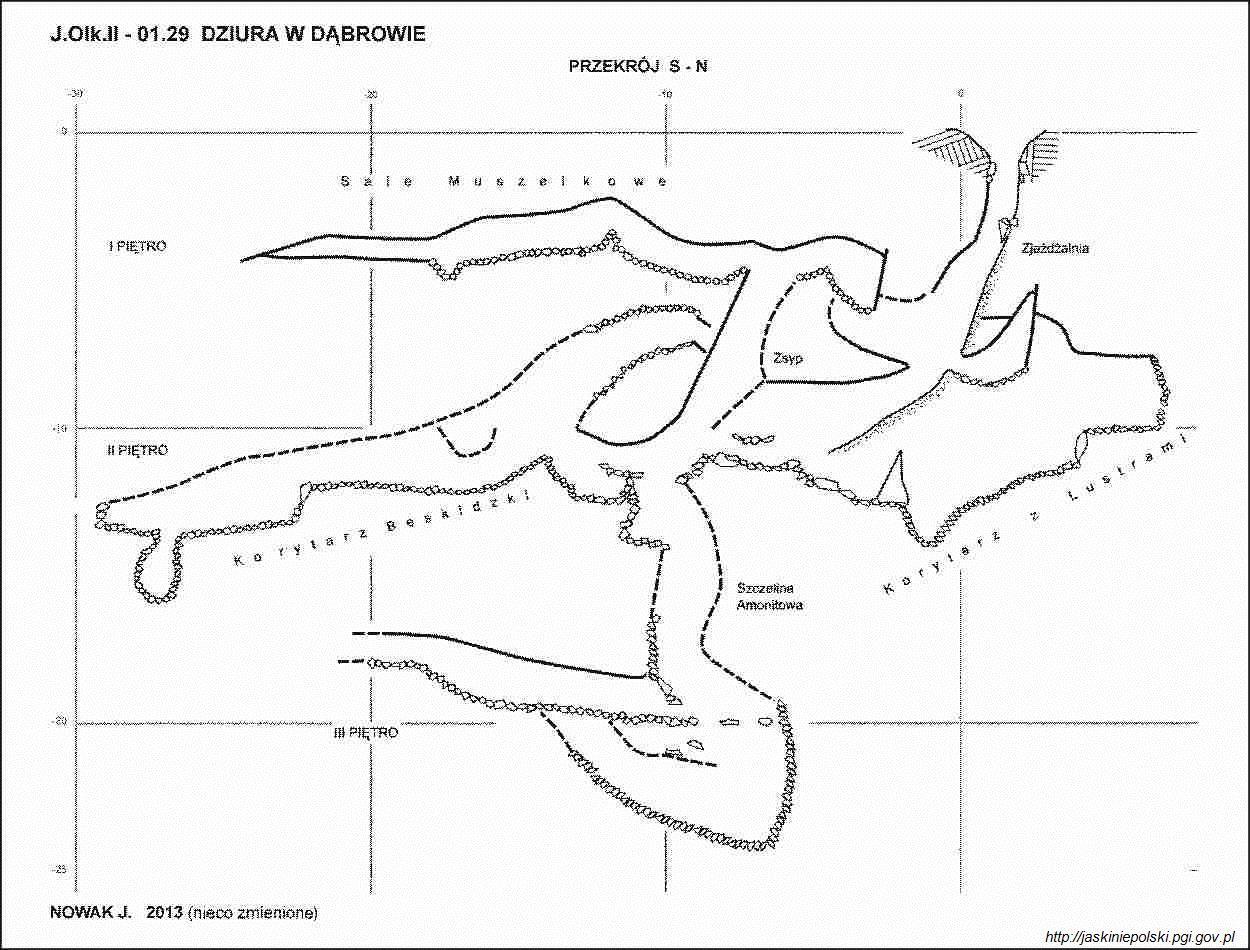 J.Olk.II - 01.29 DZIURA W DĄBROWIE
PRZEKRÓJ S - N
-30 -20 -10 0
0
Sale Muszelkowe
I PIĘTRO
Zjeżdżalnia
Zsyp
-10
II PIĘTRO
Korytarz Beskidzki
Korytarz z Lustrami
Szczelina
Amonitowa
-20
III PIĘTRO
-25
NOWAK J. 2013 (nieco zmienione)
http://jaskiniepolski.pgi.gov.pl